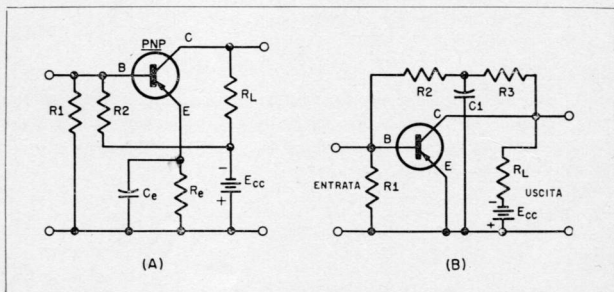 PNP
C
B
E
R1
R2
RL
Ce
Re
- Ecc
+
(A)
R2
R3
C1
C
B
E
ENTRATA
R1
RL
USCITA
- Ecc
+
(B)